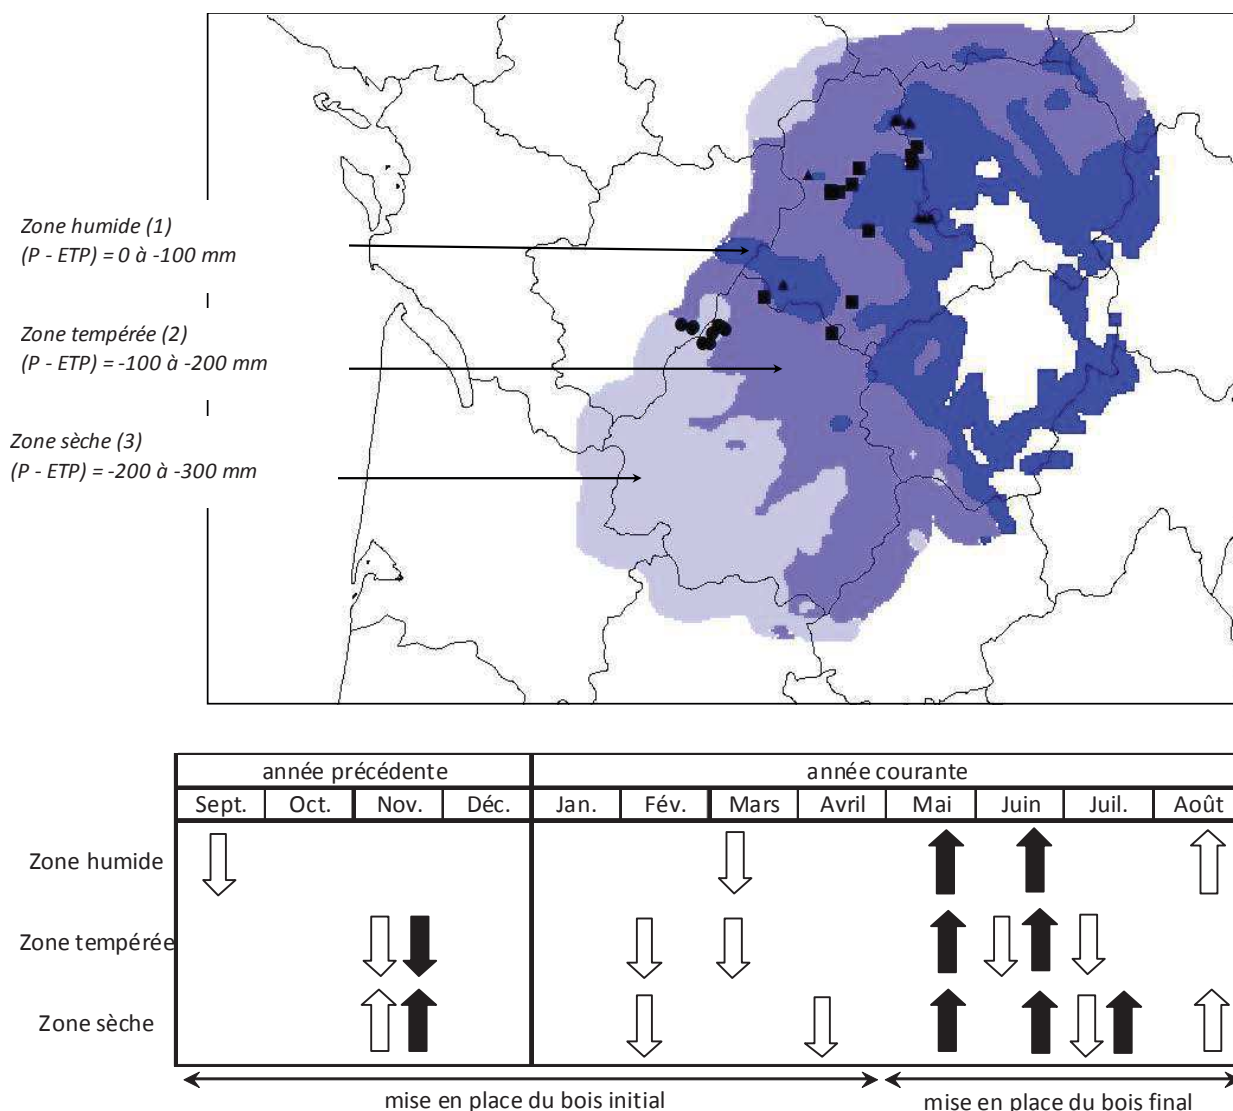 Zone humide (1)
(P - ETP) = 0 à -100 mm
Zone tempérée (2)
(P - ETP) = -100 à -200 mm
Zone sèche (3)
(P - ETP) = -200 à -300 mm
année précédente
année courante
Sept. Oct. Nov. Déc. Jan. Fév. Mars Avril Mai Juin Juil. Août
Zone humide
Zone tempérée
Zone sèche
mise en place du bois initial
mise en place du bois final